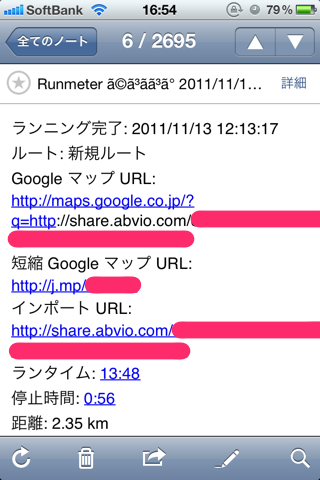 SoftBank 16:54 79%
全てのノート 6 / 2695
Runmeter ã©ã³ãã³ã° 2011/11/1... 詳細
ランニング完了: 2011/11/13 12:13:17
ルート: 新規ルート
Google マップ URL:
http://maps.google.co.jp/?
q=http://share.abvio.com/
短縮 Google マップ URL:
http://j.mp/
インポート URL:
http://share.abvio.com/
ランタイム: 13:48
停止時間: 0:56
距離: 2.35 km